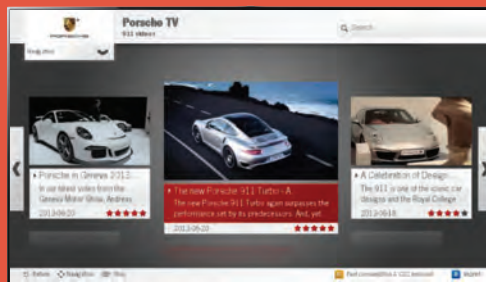 Porsche TV
911 videos
Search
PORSCHE
Navigation
Porsche in Geneva 2013
In our latest video from the
Geneva Motor Show, Andreas
2013-06-20
The new Porsche 911 Turbo - A
The new Porsche 911 Turbo again surpasses the
performance set by its predecessors. And, yet
2013-06-20
A Celebration of Design
The 911 is one of the iconic car
designs and the Royal College
2013-06-18
Return
Navigation